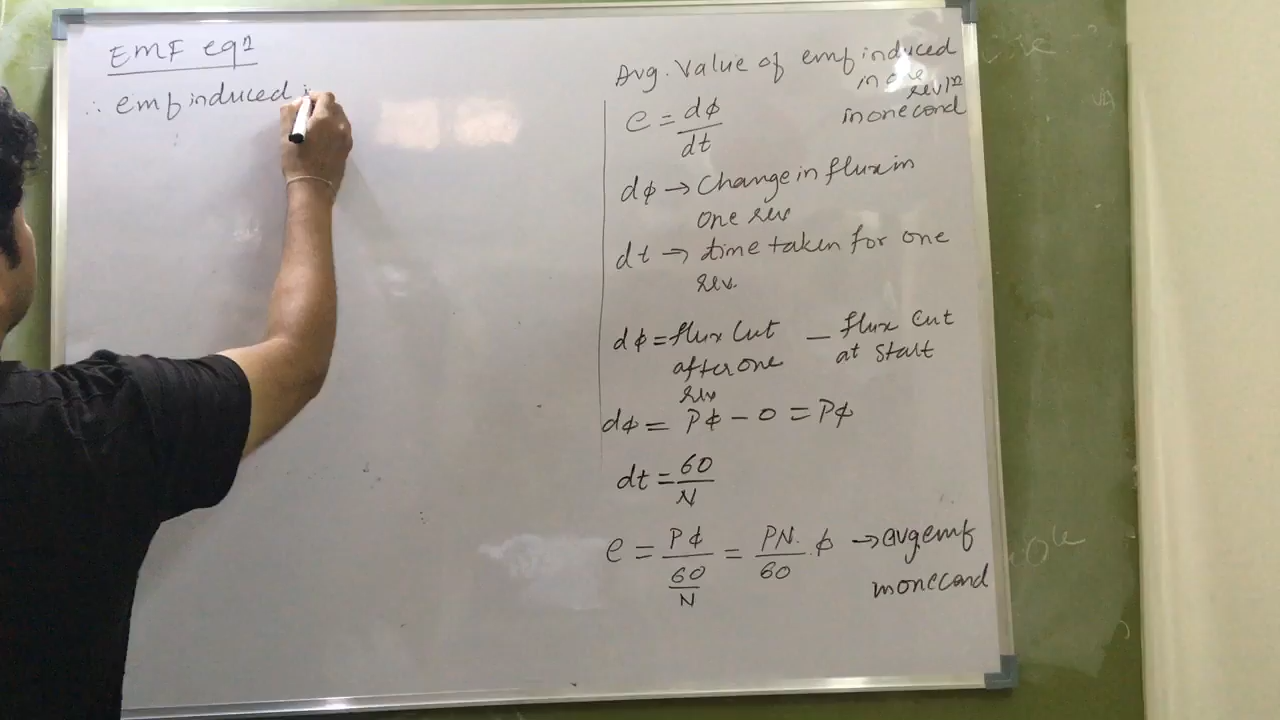 EMF eqn
∴ emf induced i
Avg. Value of emf induced
in one revln
in one cond
e = dϕ/dt
dϕ → Change in flux in
one rev
dt → time taken for one
rev.
dϕ = flux cut after one rev — flux cut at start
dϕ = Pϕ – 0 = Pϕ
dt = 60/N
e = Pϕ/(60/N) = PN/60 . ϕ → avg emf
in one cond